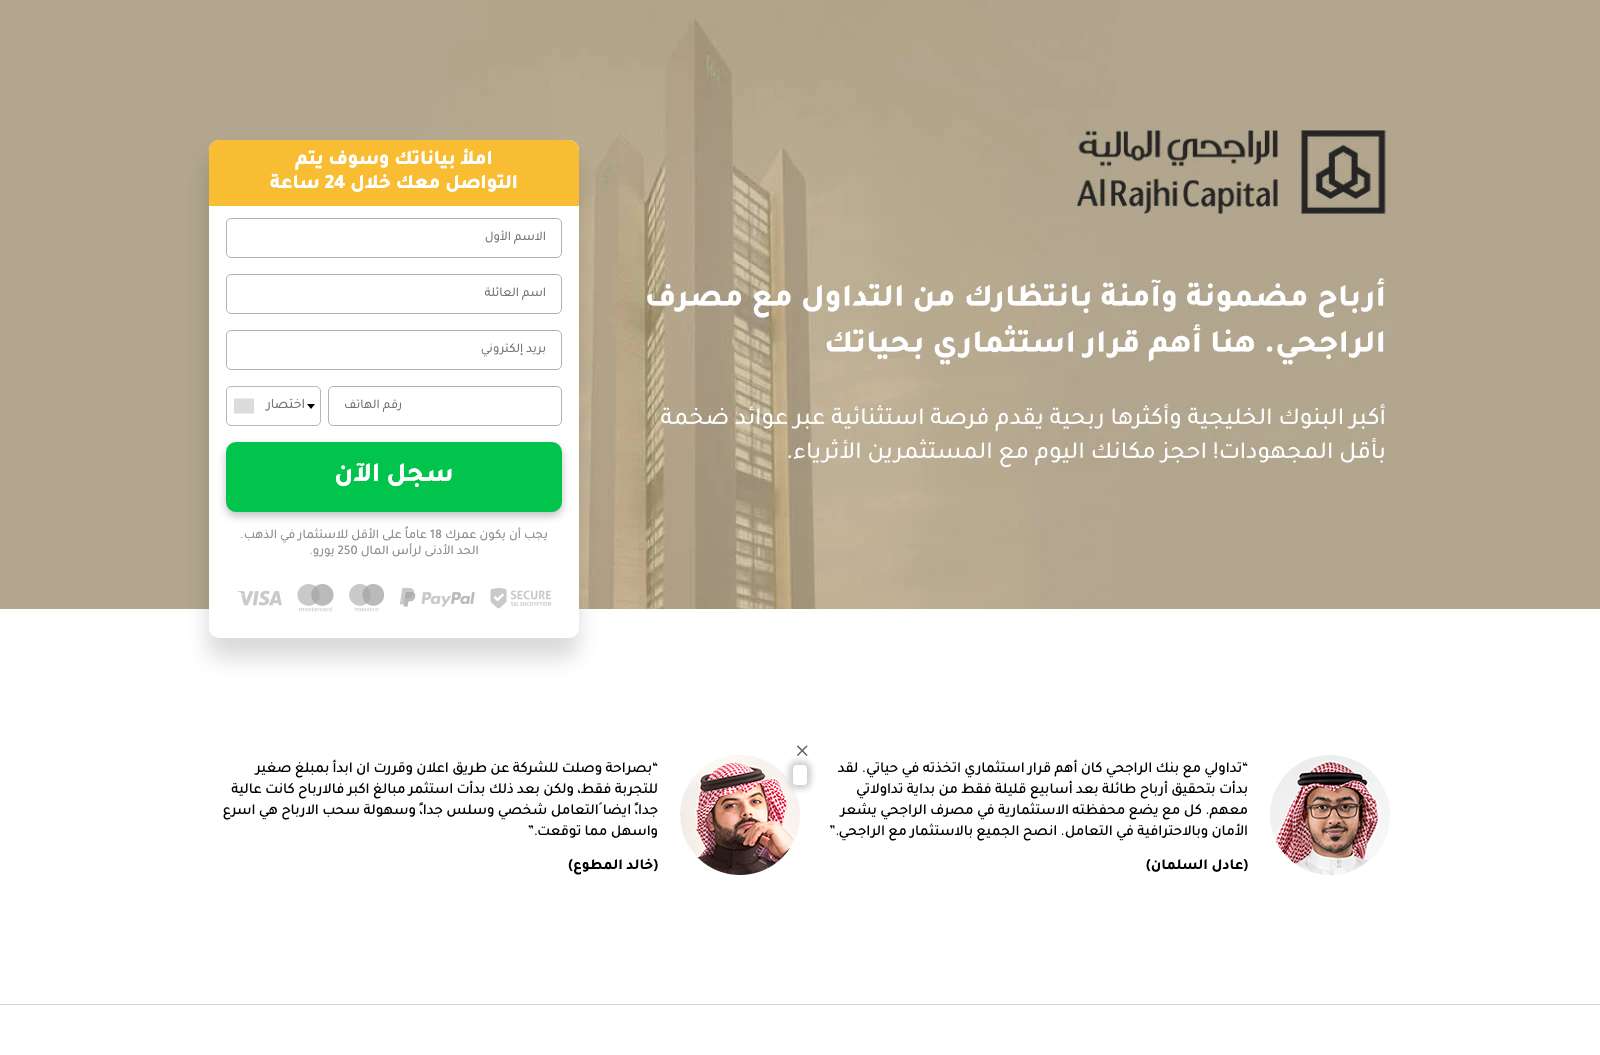 الراجحي المالية
Al Rajhi Capital
أرباح مضمونة وآمنة بانتظارك من التداول مع مصرف
الراجحي. هنا أهم قرار استثماري بحياتك
أكبر البنوك الخليجية وأكثرها ربحية يقدم فرصة استثنائية عبر عوائد ضخمة
بأقل المجهودات! احجز مكانك اليوم مع المستثمرين الأثرياء.
املأ بياناتك وسوف يتم
التواصل معك خلال 24 ساعة
الاسم الأول
اسم العائلة
بريد إلكتروني
رقم الهاتف
اختصار
سجل الآن
يجب أن يكون عمرك 18 عاماً على الأقل للاستثمار في الذهب.
الحد الأدنى لرأس المال 250 يورو.
VISA
mastercard
maestro
PayPal
SECURE
SSL ENCRYPTION
“تداولي مع بنك الراجحي كان أهم قرار استثماري اتخذته في حياتي. لقد
بدأت بتحقيق أرباح طائلة بعد أسابيع قليلة فقط من بداية تداولاتي
معهم. كل مع يضع محفظته الاستثمارية في مصرف الراجحي يشعر
الأمان وبالاحترافية في التعامل. انصح الجميع بالاستثمار مع الراجحي.”
(عادل السلمان)
“بصراحة وصلت للشركة عن طريق اعلان وقررت ان ابدأ بمبلغ صغير
للتجربة فقط، ولكن بعد ذلك بدأت استثمر مبالغ اكبر فالارباح كانت عالية
جداً، ايضا ًالتعامل شخصي وسلس جداً، وسهولة سحب الارباح هي اسرع
واسهل مما توقعت.”
(خالد المطوع)